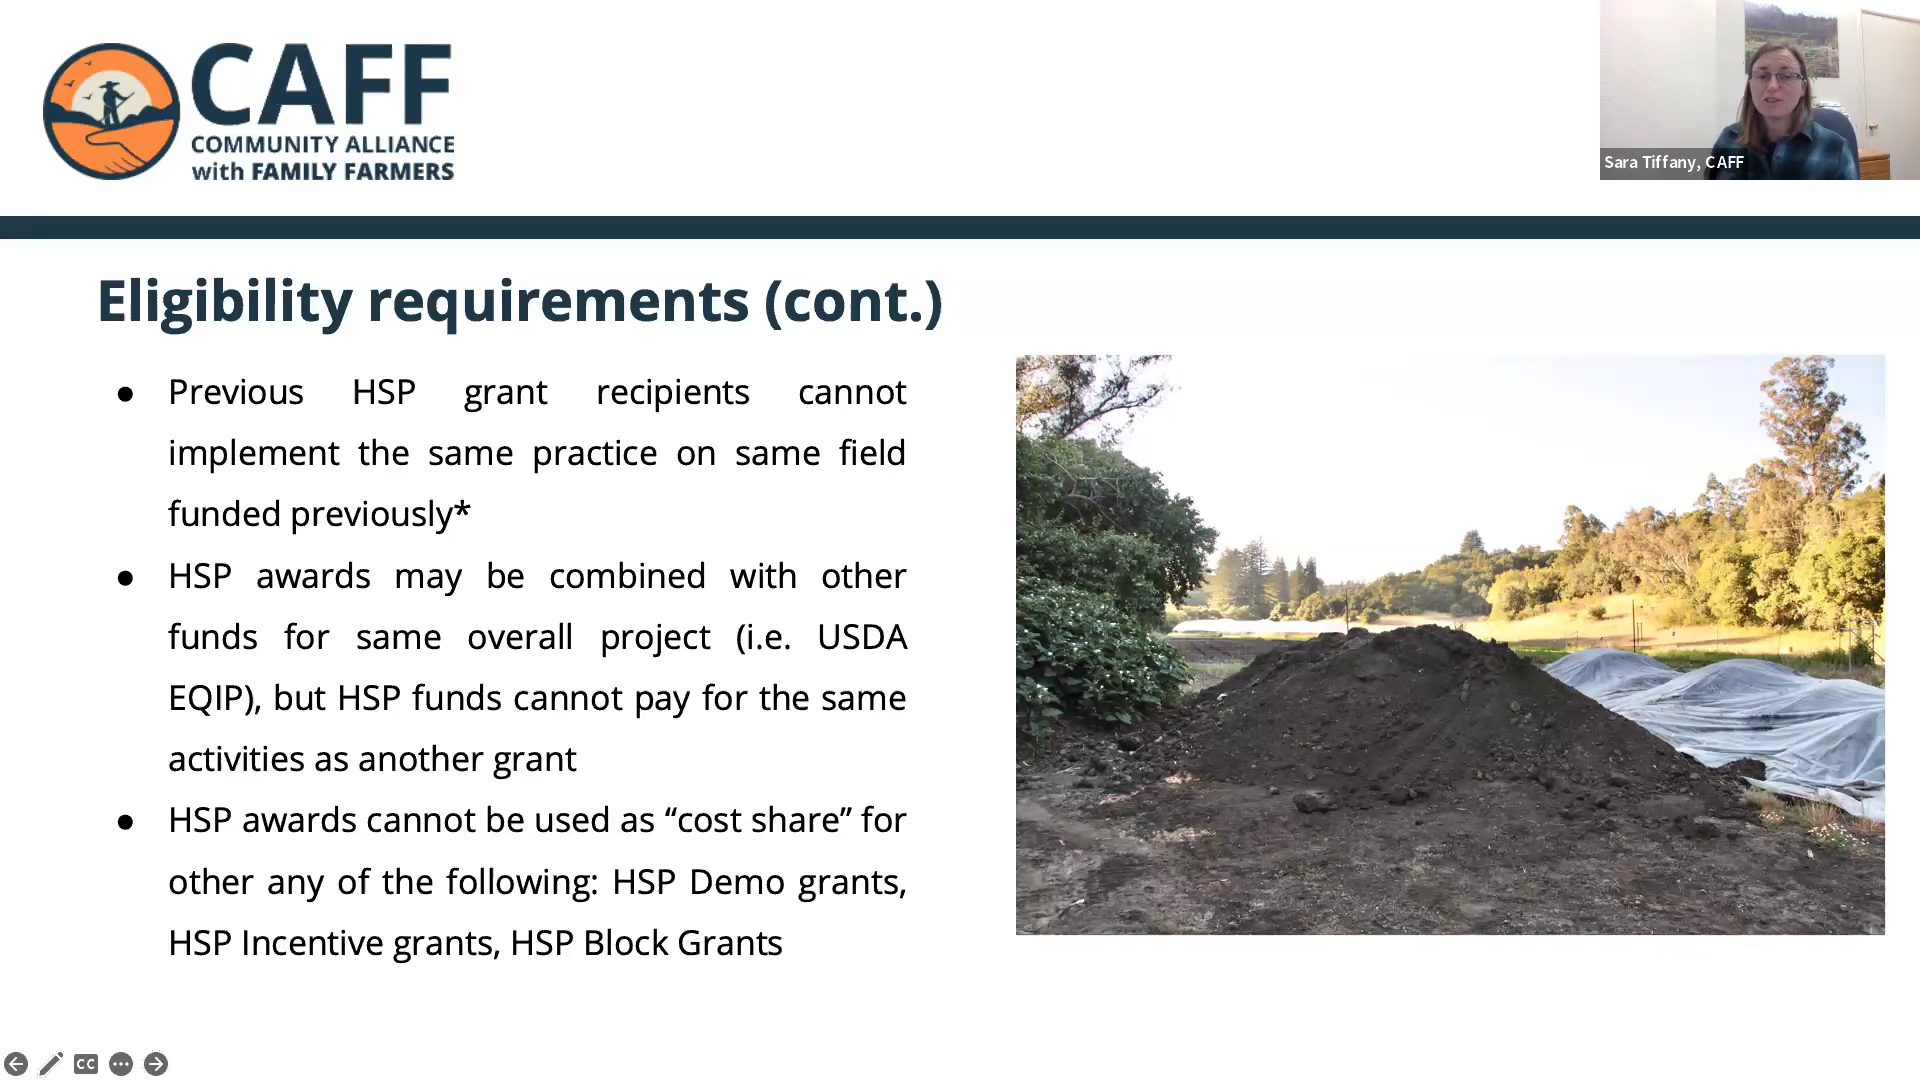 CAFF
COMMUNITY ALLIANCE
with FAMILY FARMERS
Sara Tiffany, CAFF
Eligibility requirements (cont.)
● Previous HSP grant recipients cannot
implement the same practice on same field
funded previously*
● HSP awards may be combined with other
funds for same overall project (i.e. USDA
EQIP), but HSP funds cannot pay for the same
activities as another grant
● HSP awards cannot be used as “cost share” for
other any of the following: HSP Demo grants,
HSP Incentive grants, HSP Block Grants
CC